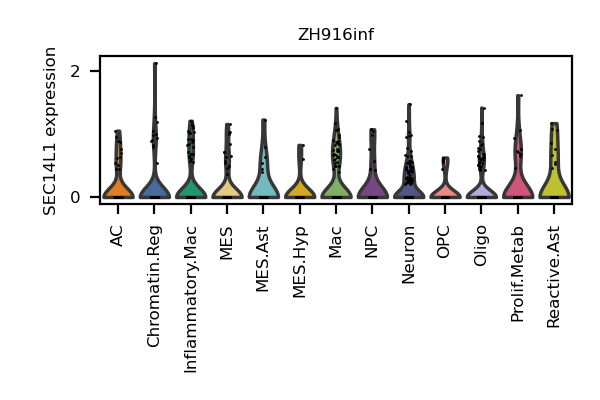 ZH916inf
SEC14L1 expression
2
0
AC
Chromatin.Reg
Inflammatory.Mac
MES
MES.Ast
MES.Hyp
Mac
NPC
Neuron
OPC
Oligo
Prolif.Metab
Reactive.Ast